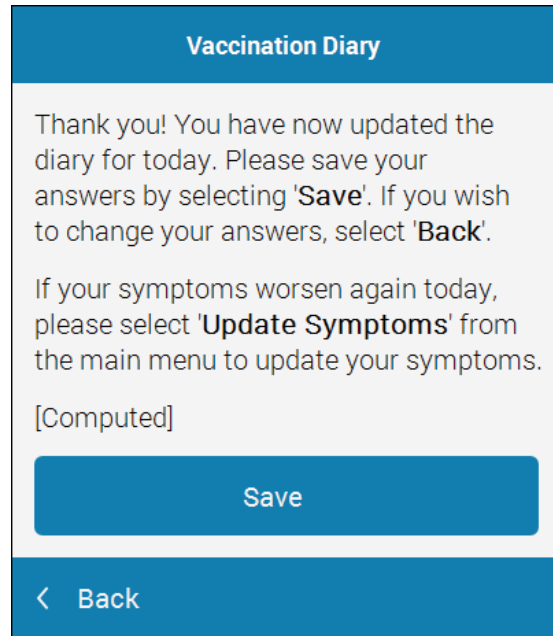 Vaccination Diary
Thank you! You have now updated the
diary for today. Please save your
answers by selecting 'Save'. If you wish
to change your answers, select 'Back'.
If your symptoms worsen again today,
please select 'Update Symptoms' from
the main menu to update your symptoms.
[Computed]
Save
Back